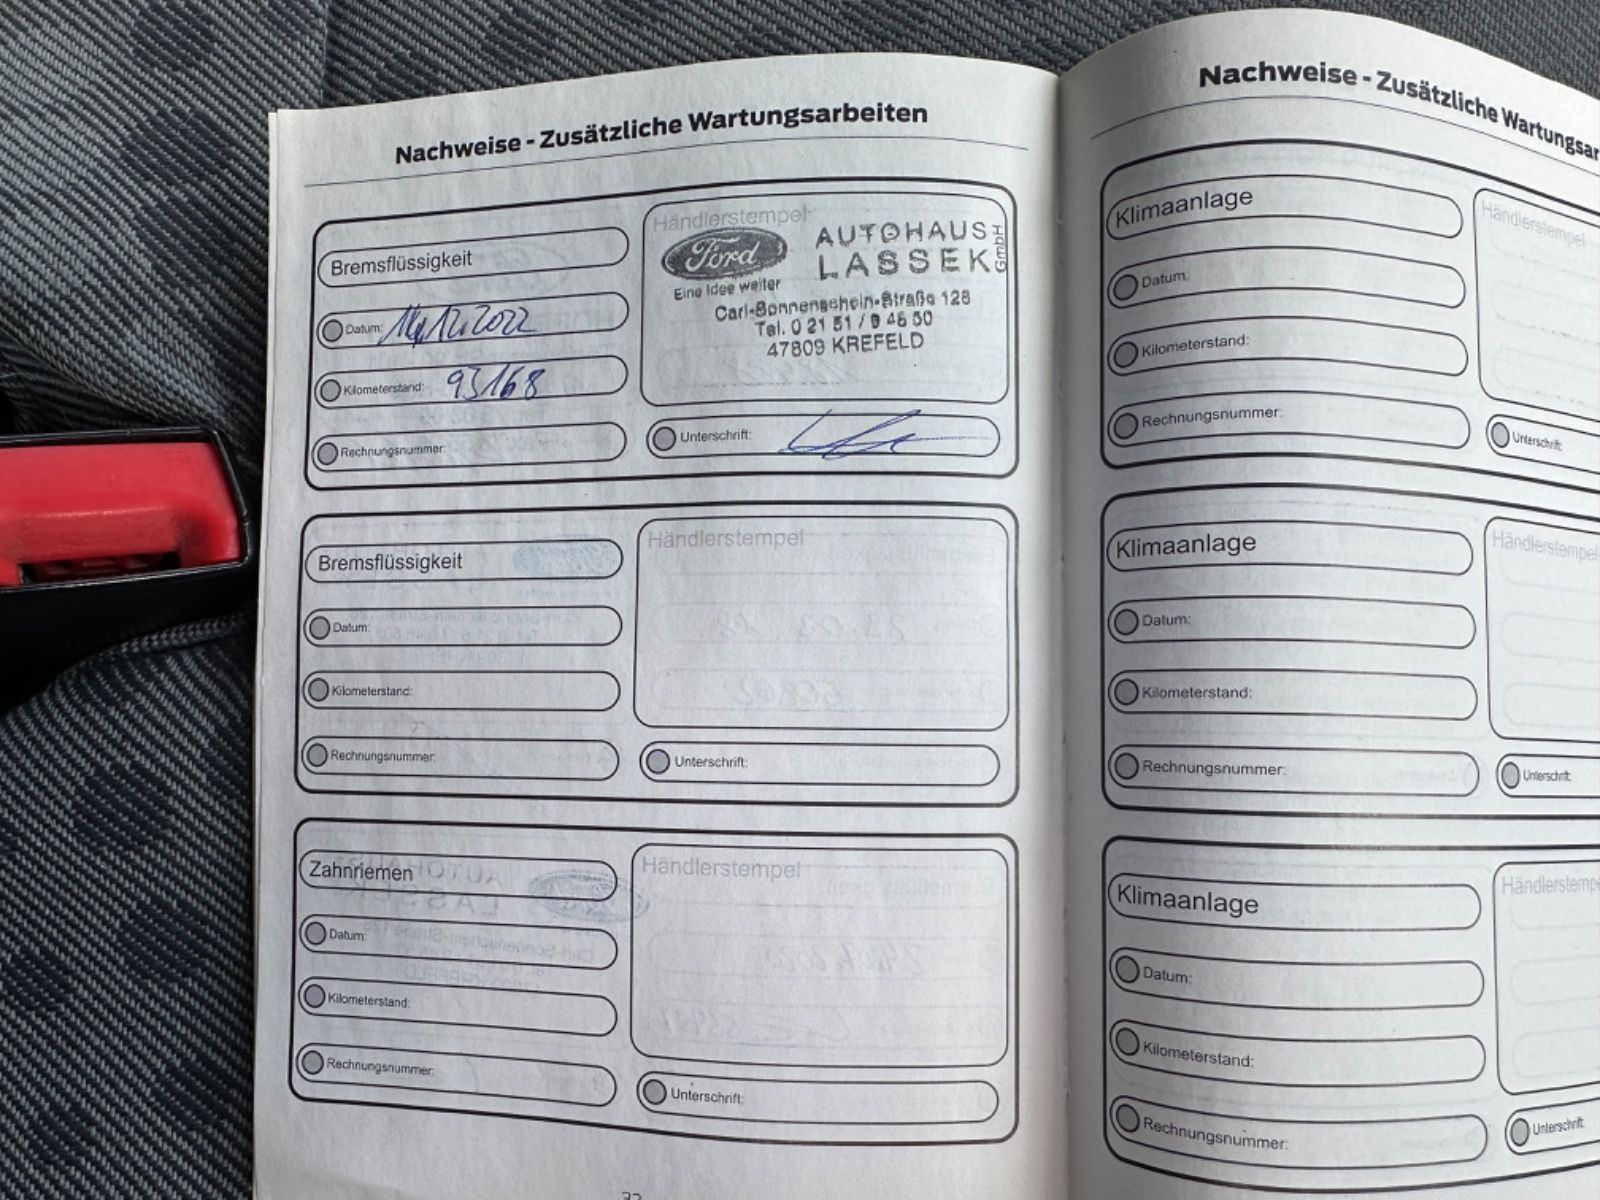 Nachweise - Zusätzliche Wartungsarbeiten
Bremsflüssigkeit
Datum: 14.12.2022
Kilometerstand: 93168
Rechnungsnummer:
Händlerstempel
Ford
Eine Idee weiter
AUTOHAUS
LASSEK GmbH
Carl-Sonnenschein-Straße 128
Tel. 0 21 51 / 9 46 50
47809 KREFELD
Unterschrift:
Bremsflüssigkeit
Datum:
Kilometerstand:
Rechnungsnummer:
Händlerstempel
Unterschrift:
Zahnriemen
Datum:
Kilometerstand:
Rechnungsnummer:
Händlerstempel
Unterschrift:
Nachweise - Zusätzliche Wartungsar
Klimaanlage
Datum:
Kilometerstand:
Rechnungsnummer:
Händlerstempel
Unterschrift:
Klimaanlage
Datum:
Kilometerstand:
Rechnungsnummer:
Händlerstempel
Unterschrift:
Klimaanlage
Datum:
Kilometerstand:
Rechnungsnummer:
Händlerstempe
Unterschrift: